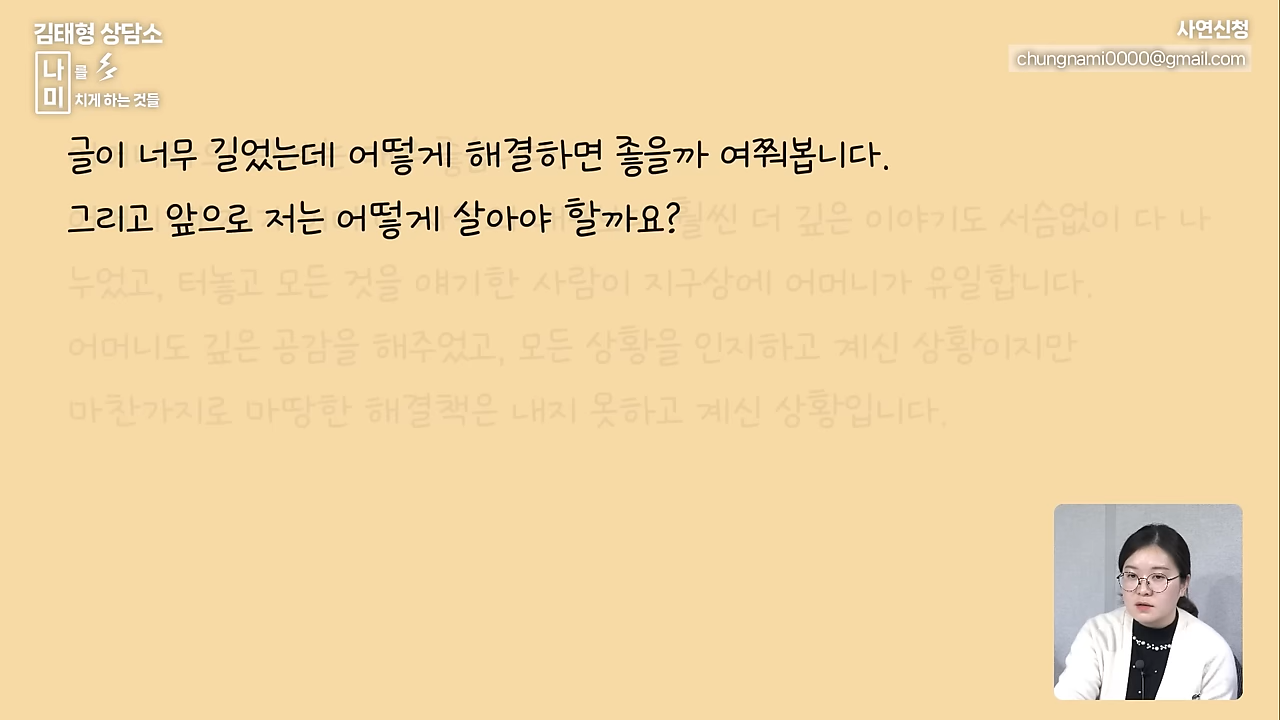 김태형 상담소
나를
미치게 하는 것들
사연신청
chungnami0000@gmail.com
글이 너무 길었는데 어떻게 해결하면 좋을까 여쭤봅니다.
그리고 앞으로 저는 어떻게 살아야 할까요?
훨씬 더 깊은 이야기도 서슴없이 다 나
누었고, 터놓고 모든 것을 얘기한 사람이 지구상에 어머니가 유일합니다.
어머니도 깊은 공감을 해주었고, 모든 상황을 인지하고 계신 상황이지만
마찬가지로 마땅한 해결책은 내지 못하고 계신 상황입니다.